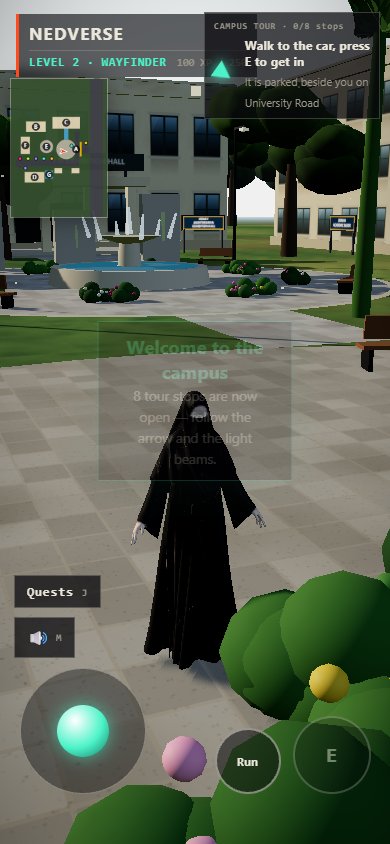 NEDVERSE
LEVEL 2 · WAYFINDER
CAMPUS TOUR · 0/8 stops
Walk to the car, press
E to get in
It is parked beside you on
University Road
B
C
F
E
A
D
G
HALL
Welcome to the
campus
8 tour stops are now
open — follow the
arrow and the light
beams.
Quests J
M
Run
E